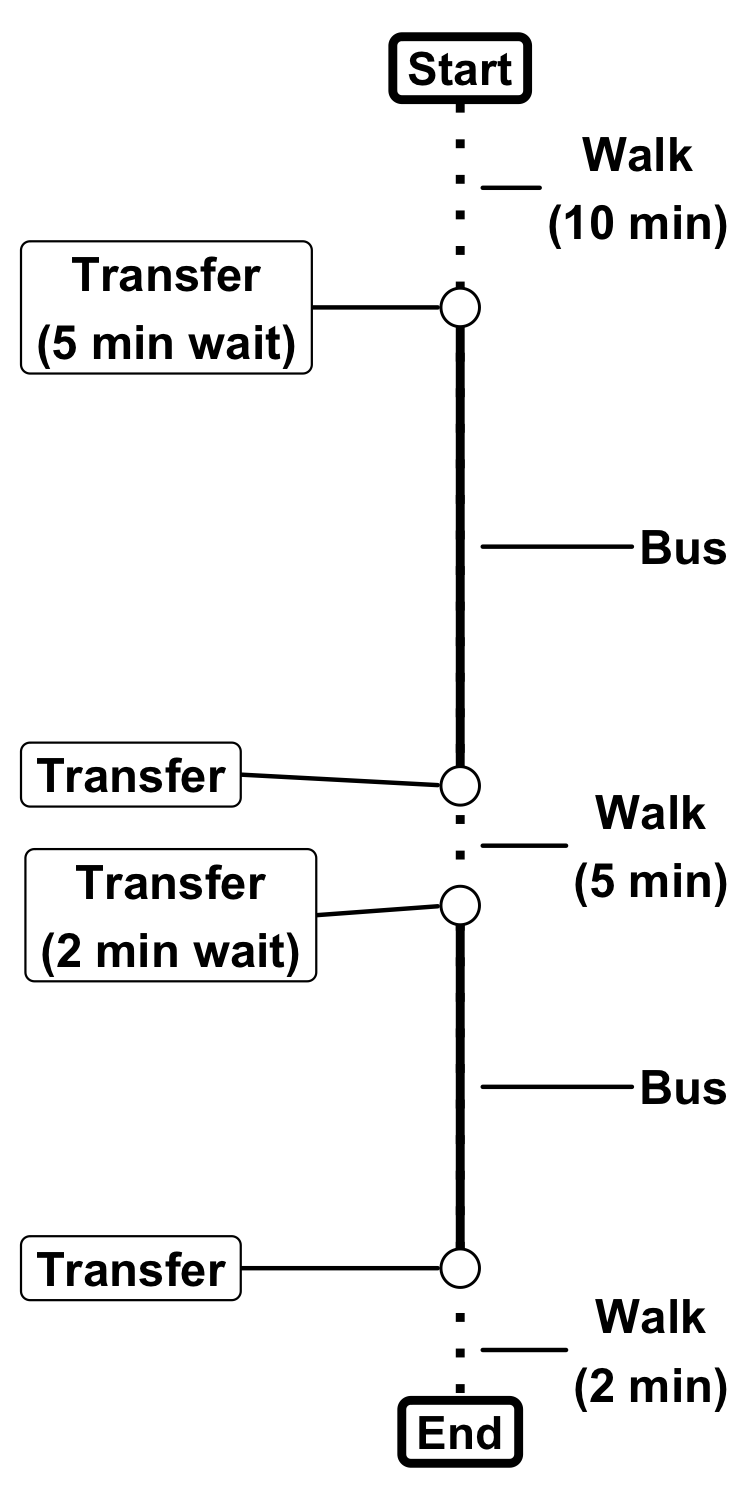 Start
Walk
(10 min)
Transfer
(5 min wait)
Bus
Transfer
Walk
(5 min)
Transfer
(2 min wait)
Bus
Transfer
Walk
(2 min)
End